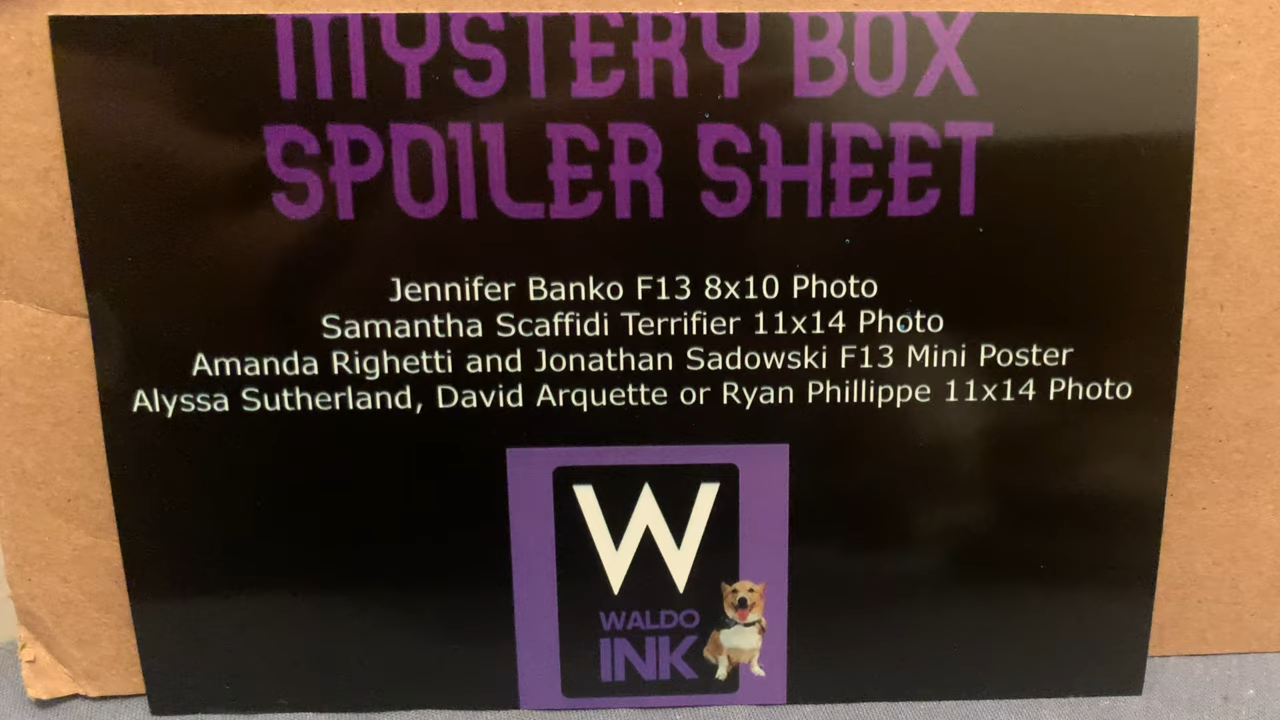 MYSTERY BOX
SPOILER SHEET
Jennifer Banko F13 8x10 Photo
Samantha Scaffidi Terrifier 11x14 Photo
Amanda Righetti and Jonathan Sadowski F13 Mini Poster
Alyssa Sutherland, David Arquette or Ryan Phillippe 11x14 Photo
W
WALDO
INK